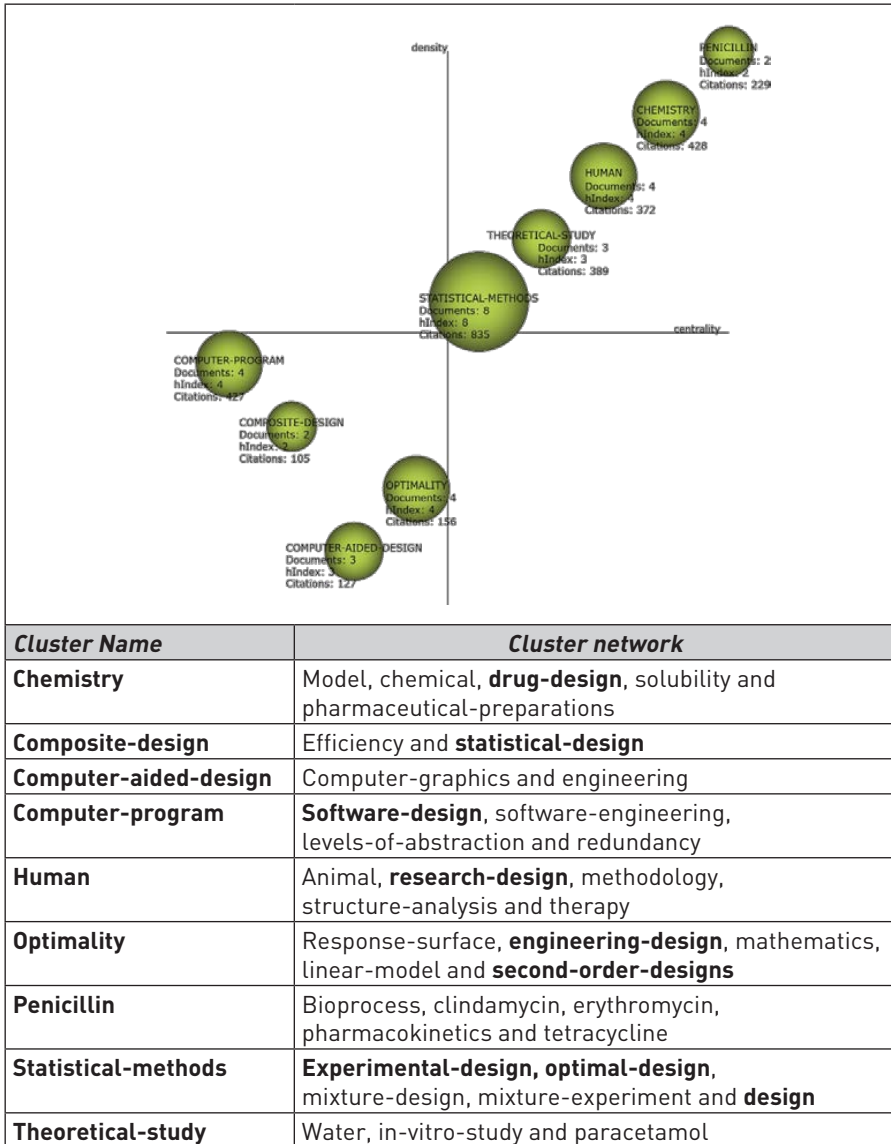 density
PENICILLIN
Documents: 2
hIndex: 2
Citations: 229
CHEMISTRY
Documents: 4
hIndex: 4
Citations: 428
HUMAN
Documents: 4
hIndex: 4
Citations: 372
THEORETICAL-STUDY
Documents: 3
hIndex: 3
Citations: 389
STATISTICAL-METHODS
Documents: 8
hIndex: 8
Citations: 835
centrality
COMPUTER-PROGRAM
Documents: 4
hIndex: 4
Citations: 427
COMPOSITE-DESIGN
Documents: 2
hIndex: 2
Citations: 105
OPTIMALITY
Documents: 4
hIndex: 4
Citations: 156
COMPUTER-AIDED-DESIGN
Documents: 3
hIndex: 3
Citations: 127
Cluster Name Cluster network
Chemistry Model, chemical, drug-design, solubility and
pharmaceutical-preparations
Composite-design Efficiency and statistical-design
Computer-aided-design Computer-graphics and engineering
Computer-program Software-design, software-engineering,
levels-of-abstraction and redundancy
Human Animal, research-design, methodology,
structure-analysis and therapy
Optimality Response-surface, engineering-design, mathematics,
linear-model and second-order-designs
Penicillin Bioprocess, clindamycin, erythromycin,
pharmacokinetics and tetracycline
Statistical-methods Experimental-design, optimal-design,
mixture-design, mixture-experiment and design
Theoretical-study Water, in-vitro-study and paracetamol